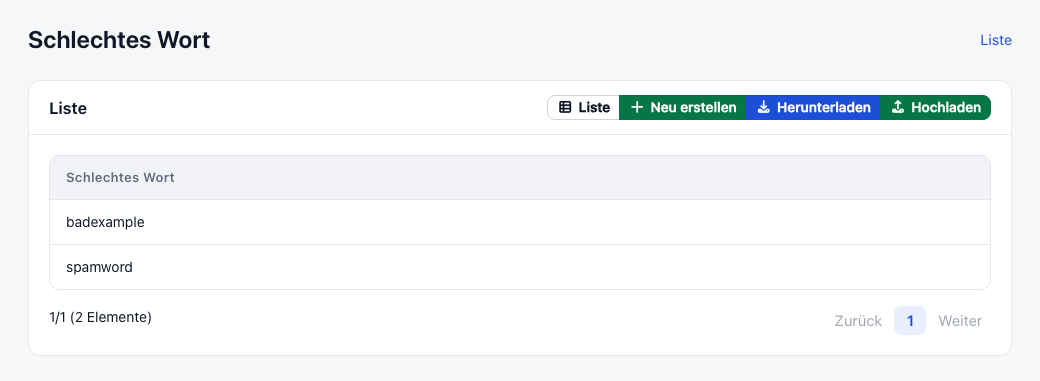 Schlechtes Wort
Liste
Liste
Liste Neu erstellen Herunterladen Hochladen
Schlechtes Wort
badexample
spamword
1/1 (2 Elemente)
Zurück 1 Weiter